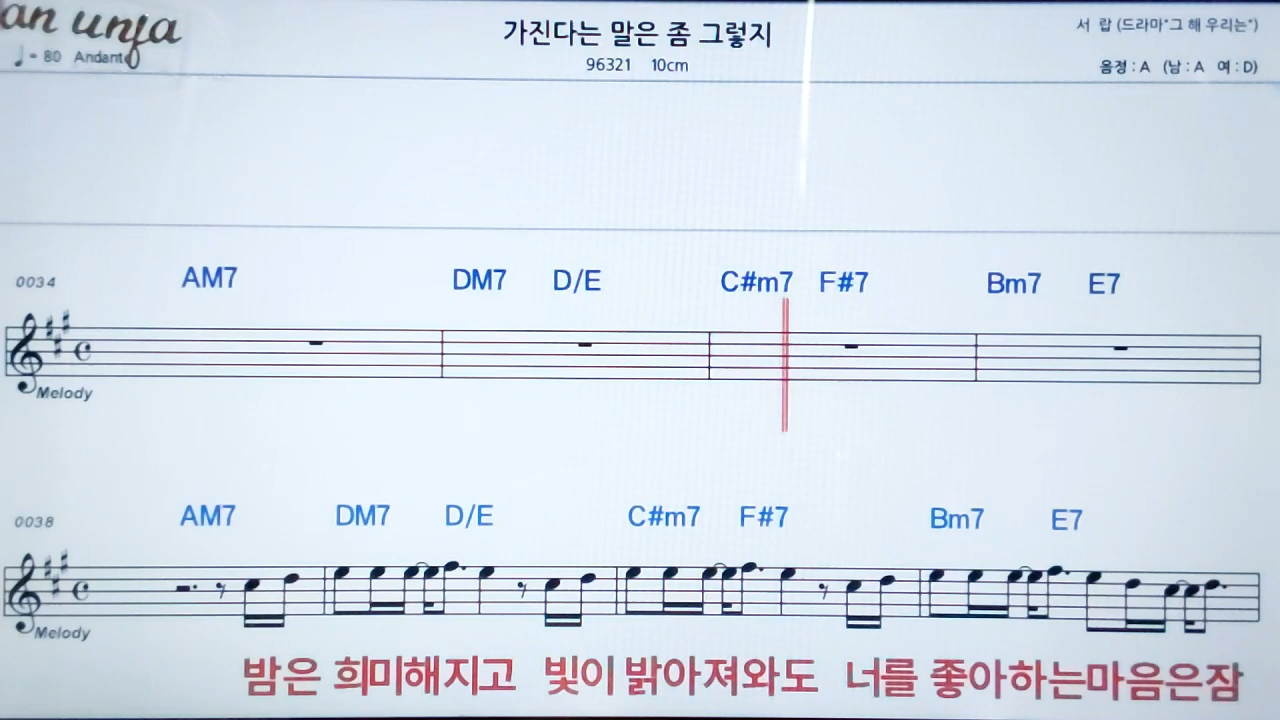 an unja
♩= 80 Andante
가진다는 말은 좀 그렇지
96321 10cm
서 랍 (드라마"그 해 우리는")
음정 : A (남 : A 여 : D)
0034 AM7 DM7 D/E C#m7 F#7 Bm7 E7
Melody
0038 AM7 DM7 D/E C#m7 F#7 Bm7 E7
Melody
밤은 희미해지고 빛이 밝아져와도 너를 좋아하는마음은잠